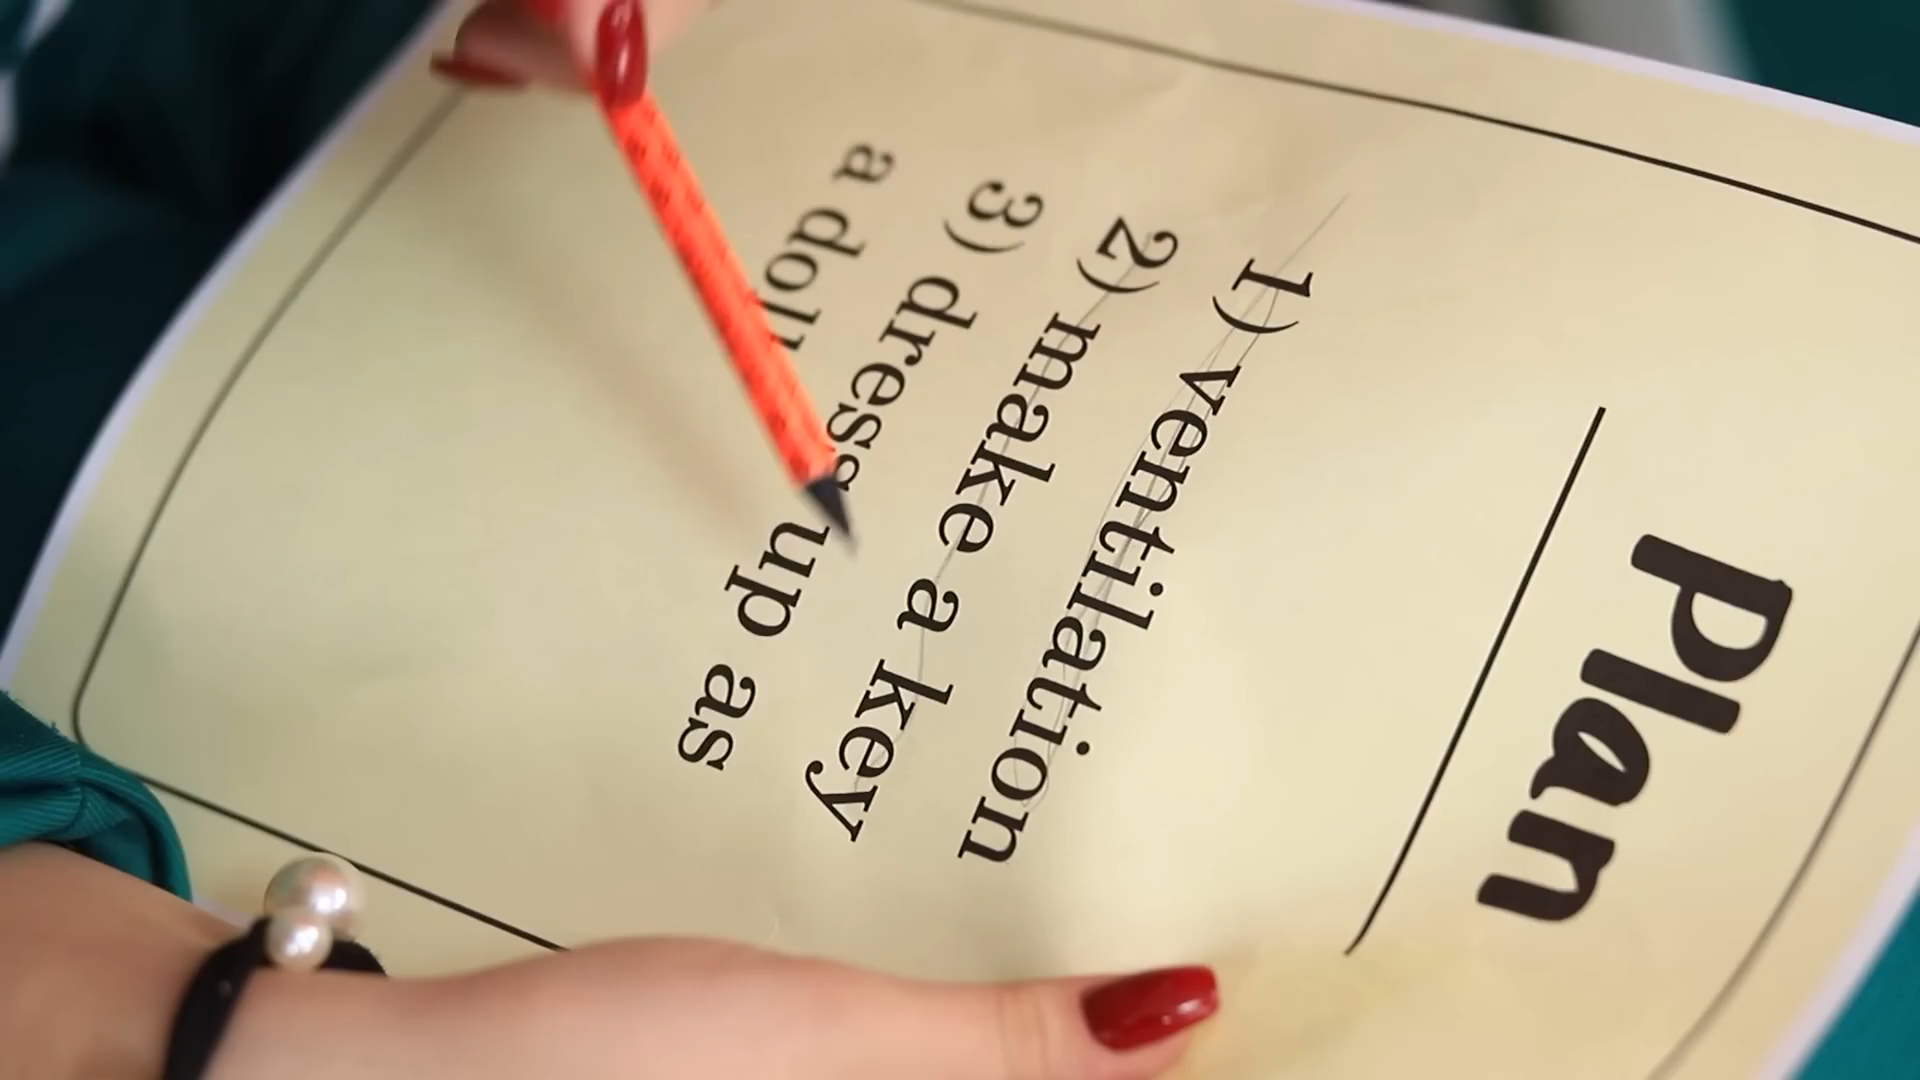 Plan
1) ventilation
2) make a key
3) dress up as
a doll